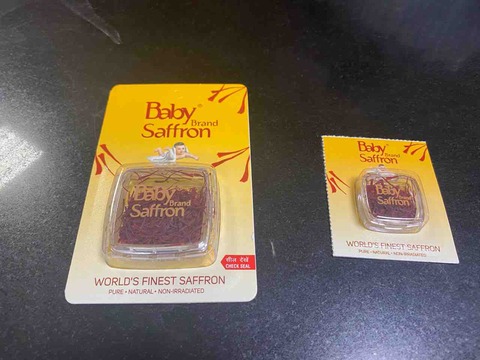 Baby®
Brand
Saffron
Baby
Brand
Saffron
सील देखें
CHECK SEAL
WORLD'S FINEST SAFFRON
PURE • NATURAL • NON-IRRADIATED
Baby
Brand
Saffron
Baby
Brand
Saffron
WORLD'S FINEST SAFFRON
PURE • NATURAL • NON-IRRADIATED